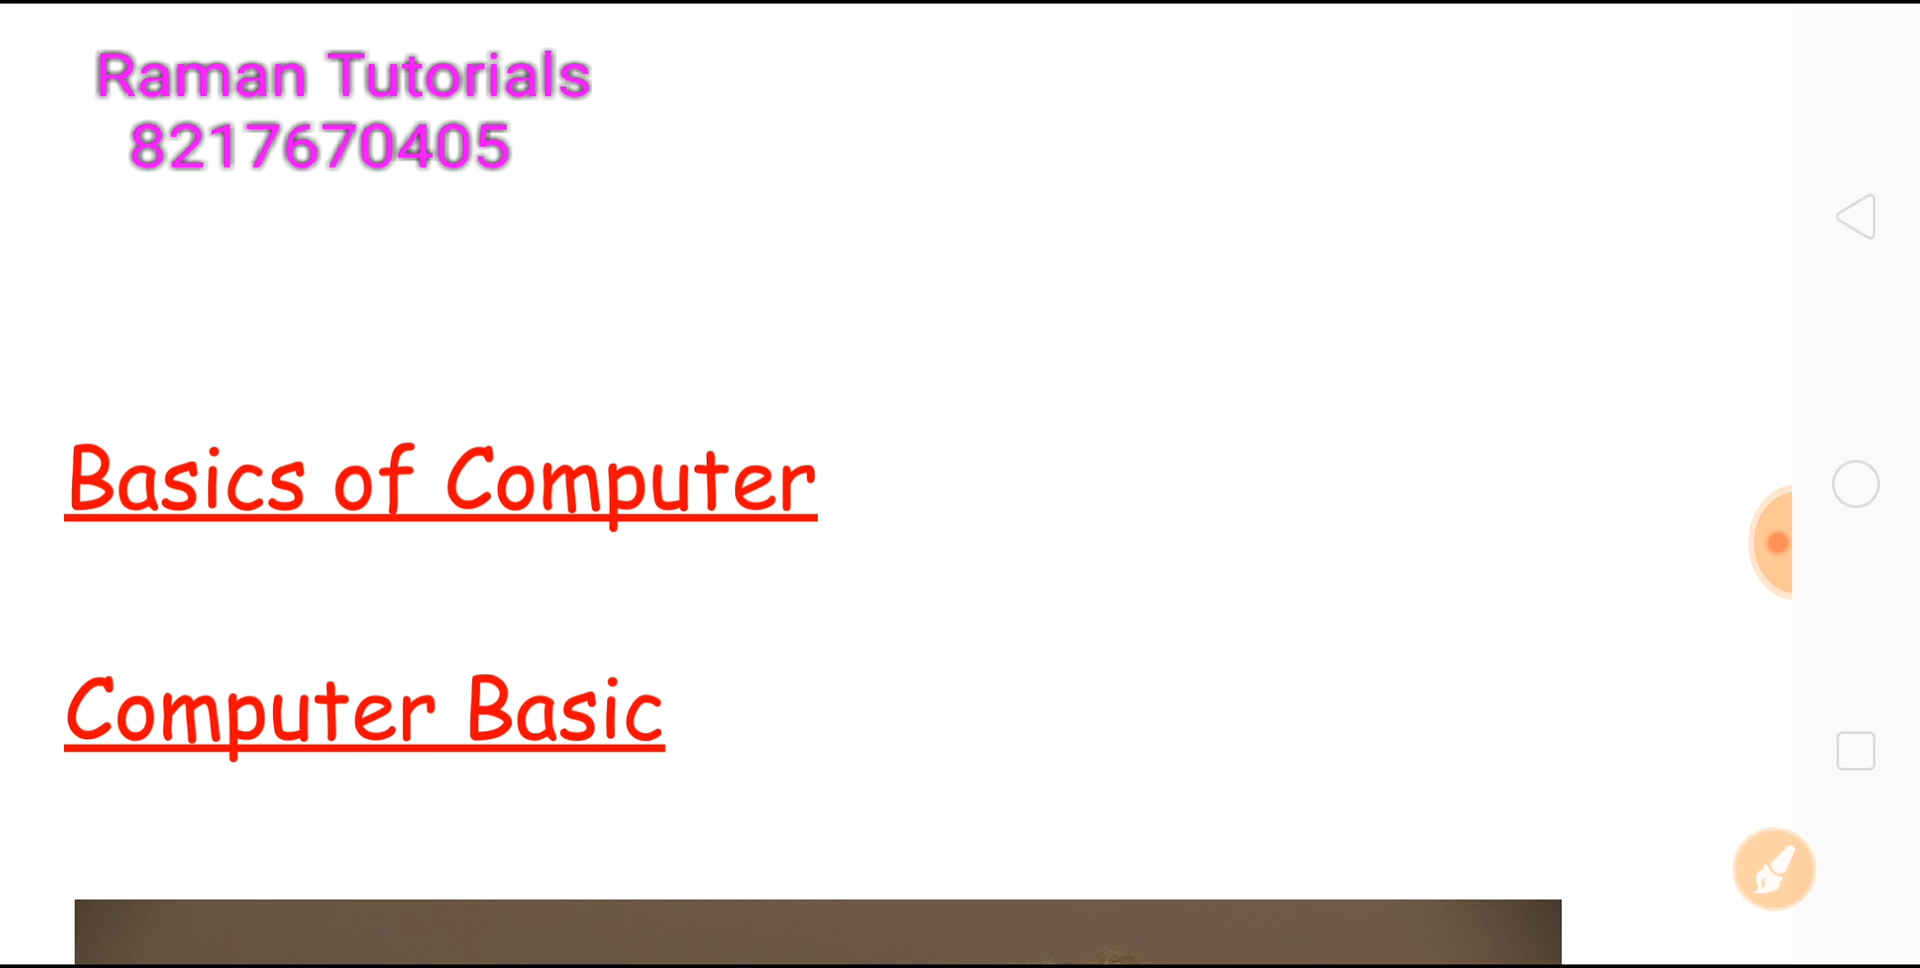 Raman Tutorials
8217670405
Basics of Computer
Computer Basic